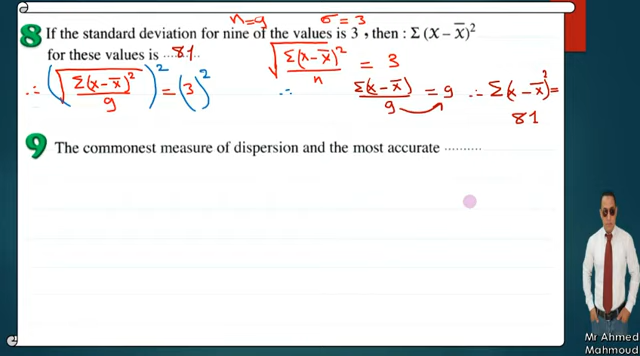 n=9 σ=3
8 If the standard deviation for nine of the values is 3 , then : Σ (X – X̅)²
for these values is ....81....
√(Σ(x-x̅)²/n) = 3
∴ (√(Σ(x-x̅)²/9))² = (3)²
∴ Σ(x-x̅)/9 = 9 ∴ Σ(x-x̅)² =
81
9 The commonest measure of dispersion and the most accurate ..........
Mr Ahmed
Mahmoud